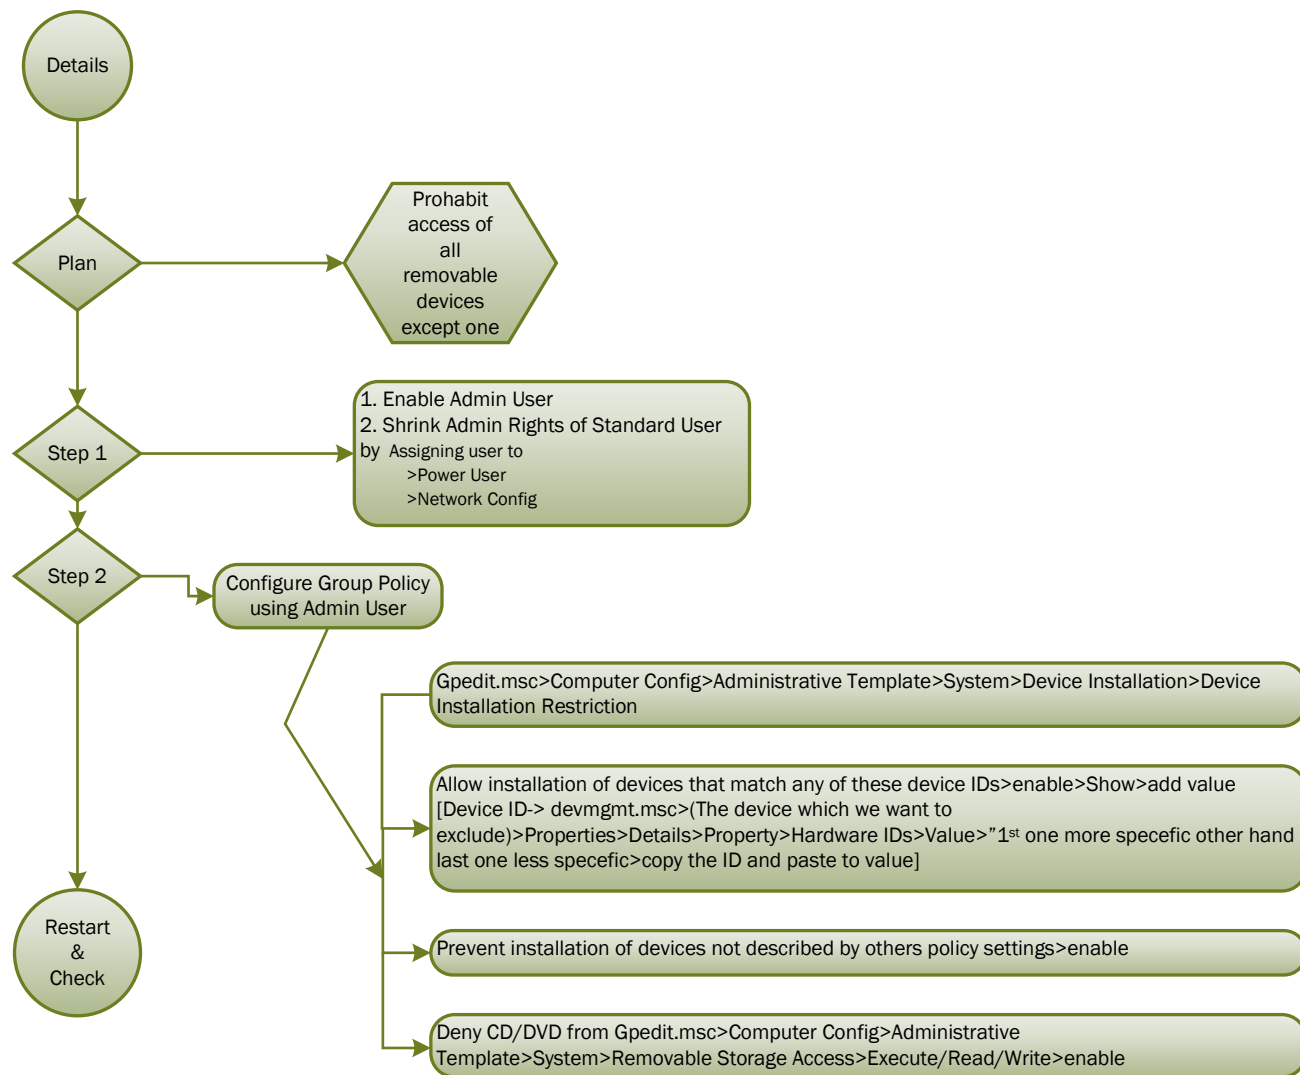 Details
Plan
Prohabit
access of
all
removable
devices
except one
Step 1
1. Enable Admin User
2. Shrink Admin Rights of Standard User
by Assigning user to
>Power User
>Network Config
Step 2
Configure Group Policy
using Admin User
Gpedit.msc>Computer Config>Administrative Template>System>Device Installation>Device
Installation Restriction
Allow installation of devices that match any of these device IDs>enable>Show>add value
[Device ID-> devmgmt.msc>(The device which we want to
exclude)>Properties>Details>Property>Hardware IDs>Value>”1st one more specefic other hand
last one less specefic>copy the ID and paste to value]
Prevent installation of devices not described by others policy settings>enable
Deny CD/DVD from Gpedit.msc>Computer Config>Administrative
Template>System>Removable Storage Access>Execute/Read/Write>enable
Restart
&
Check